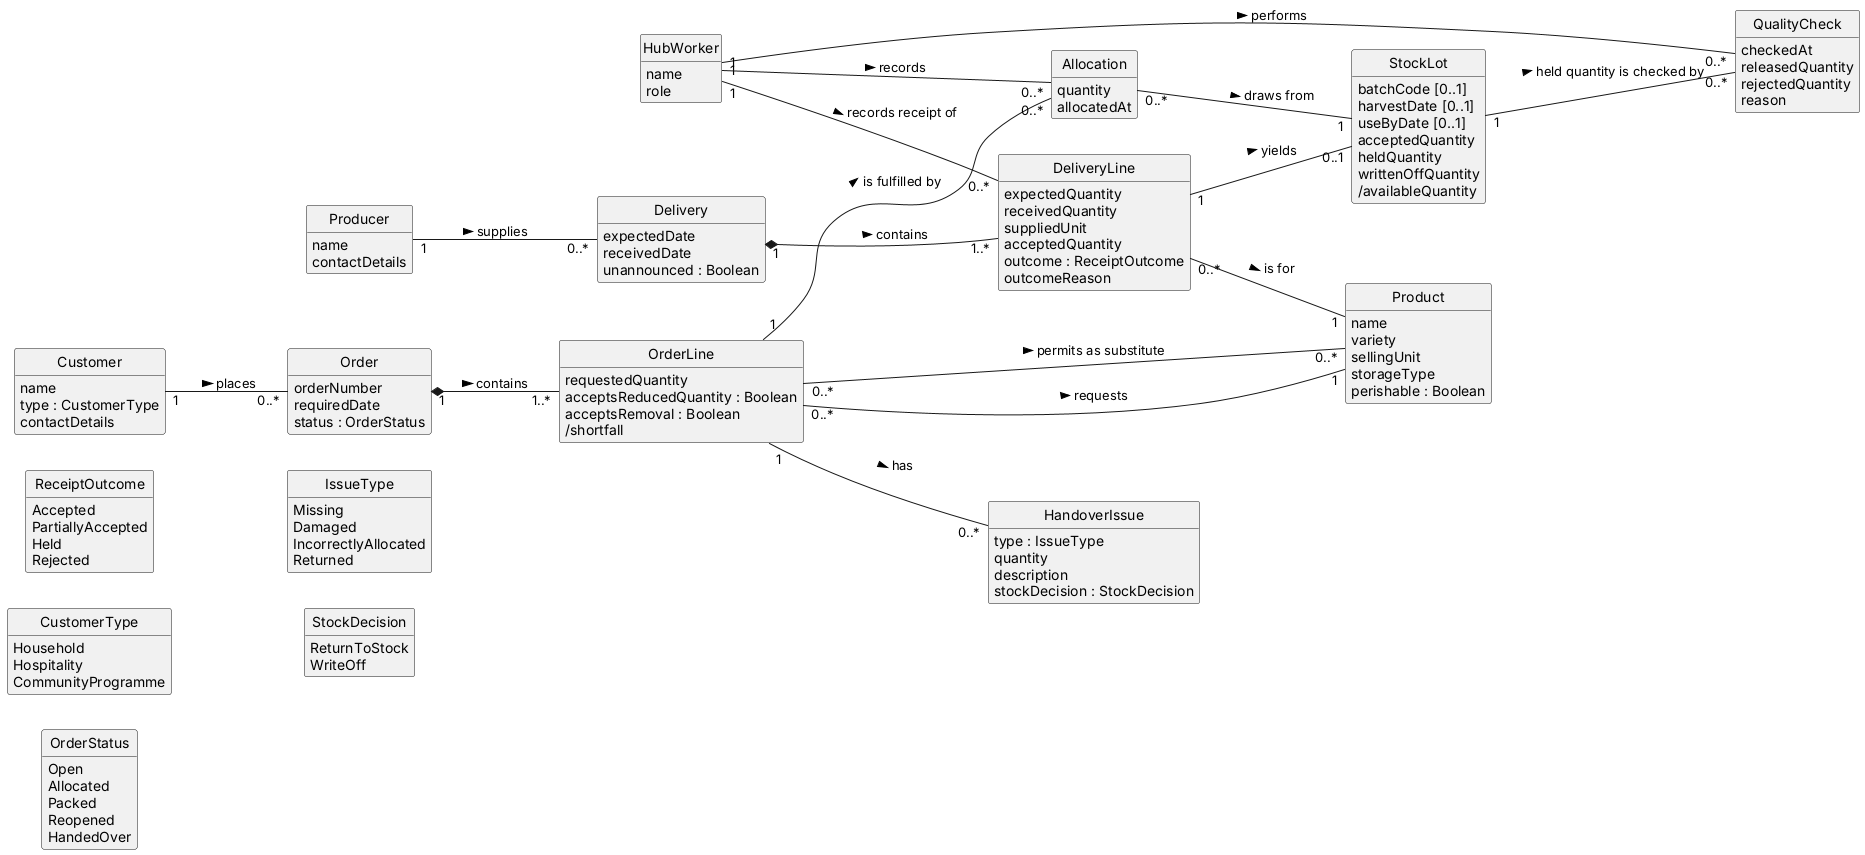 performs
QualityCheck
checkedAt
releasedQuantity
rejectedQuantity
reason
HubWorker
name
role
1
1
1
records
records receipt of
0..*
0..*
0..*
Allocation
quantity
allocatedAt
0..*
0..*
draws from
1
StockLot
batchCode [0..1]
harvestDate [0..1]
useByDate [0..1]
acceptedQuantity
heldQuantity
writtenOffQuantity
/availableQuantity
1
held quantity is checked by
0..*
is fulfilled by
DeliveryLine
expectedQuantity
receivedQuantity
suppliedUnit
acceptedQuantity
outcome : ReceiptOutcome
outcomeReason
1
yields
0..1
Producer
name
contactDetails
1
supplies
0..*
Delivery
expectedDate
receivedDate
unannounced : Boolean
1
contains
1..*
0..*
is for
1
Product
name
variety
sellingUnit
storageType
perishable : Boolean
Customer
name
type : CustomerType
contactDetails
1
places
0..*
Order
orderNumber
requiredDate
status : OrderStatus
1
contains
1..*
1
OrderLine
requestedQuantity
acceptsReducedQuantity : Boolean
acceptsRemoval : Boolean
/shortfall
permits as substitute
0..*
0..*
requests
0..*
1
1
has
0..*
HandoverIssue
type : IssueType
quantity
description
stockDecision : StockDecision
ReceiptOutcome
Accepted
PartiallyAccepted
Held
Rejected
IssueType
Missing
Damaged
IncorrectlyAllocated
Returned
CustomerType
Household
Hospitality
CommunityProgramme
StockDecision
ReturnToStock
WriteOff
OrderStatus
Open
Allocated
Packed
Reopened
HandedOver